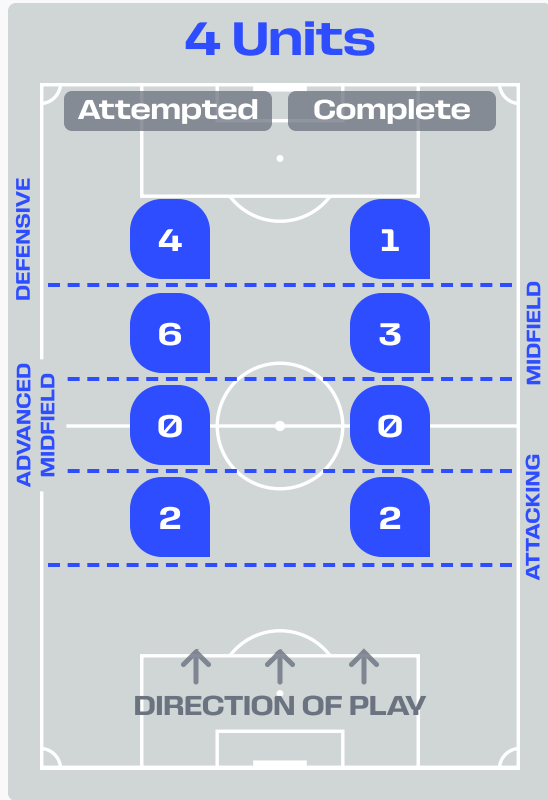 4 Units
Attempted Complete
DEFENSIVE
4 1
MIDFIELD
6 3
ADVANCED
MIDFIELD
0 0
ATTACKING
2 2
DIRECTION OF PLAY